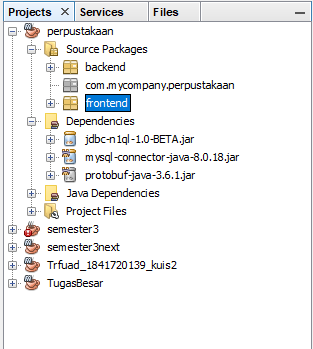 Projects Services Files
perpustakaan
Source Packages
backend
com.mycompany.perpustakaan
frontend
Dependencies
jdbc-n1ql-1.0-BETA.jar
mysql-connector-java-8.0.18.jar
protobuf-java-3.6.1.jar
Java Dependencies
Project Files
semester3
semester3next
Trfuad_1841720139_kuis2
TugasBesar